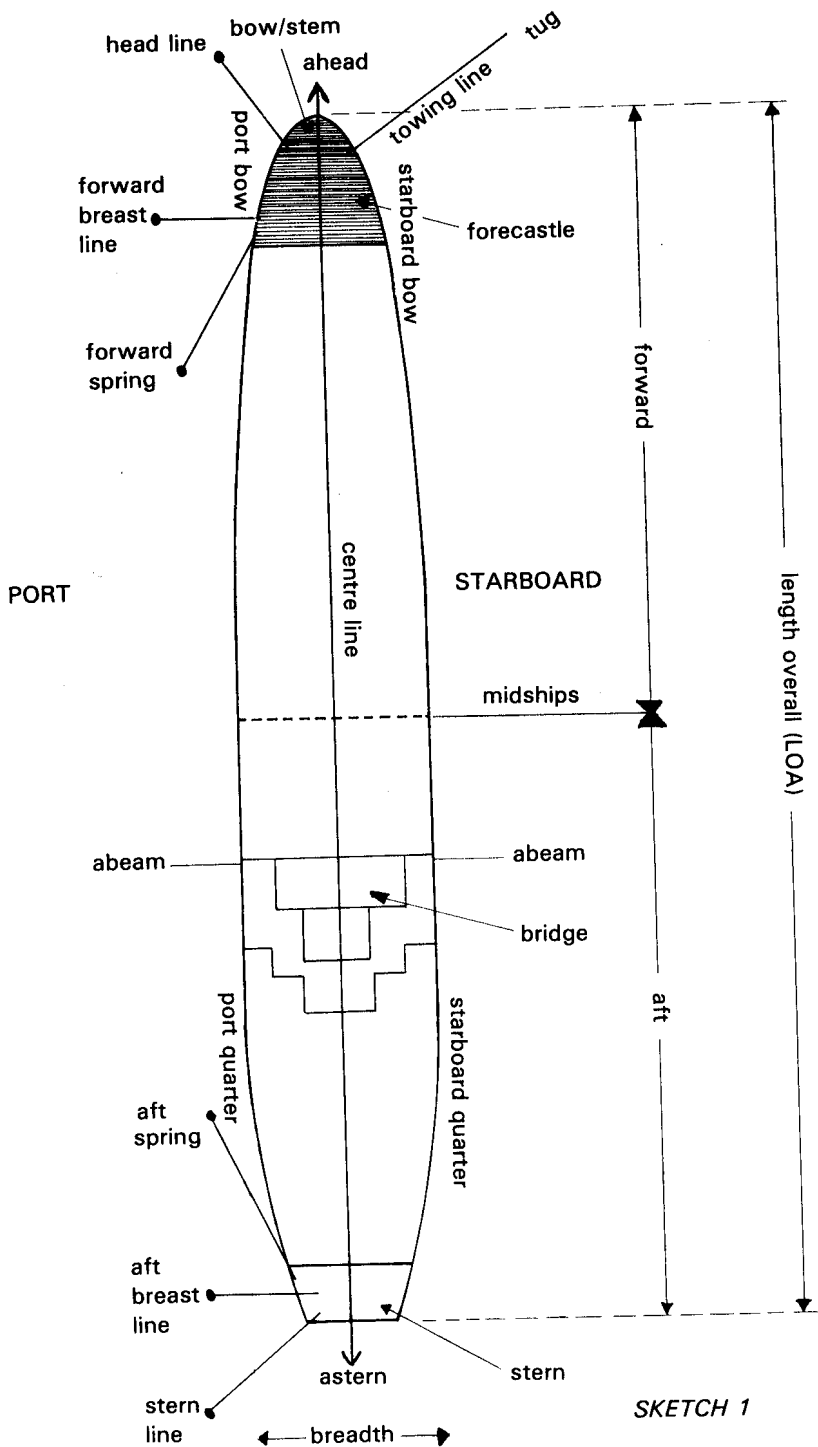 bow/stem
tug
head line
ahead
towing line
port bow
forward
breast
line
starboard bow
forecastle
forward
spring
forward
centre line
PORT
STARBOARD
length overall (LOA)
midships
abeam
abeam
bridge
port quarter
starboard quarter
aft
aft
spring
aft
breast
line
astern
stern
stern
line
breadth
SKETCH 1